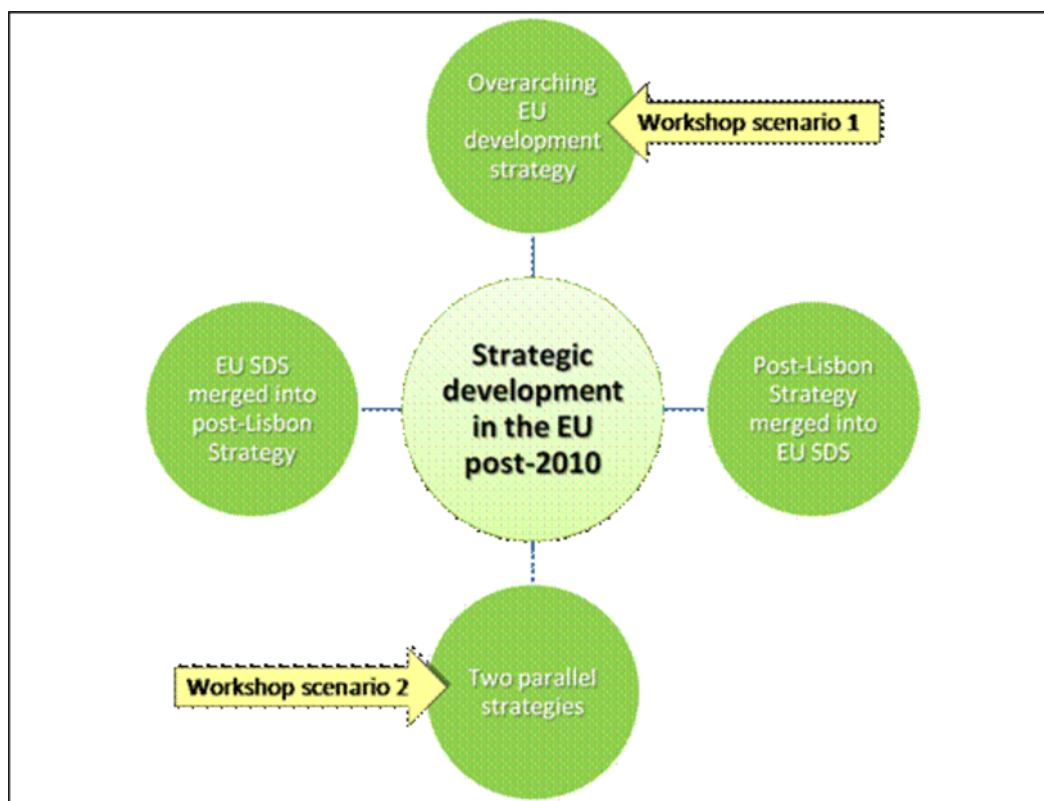 Overarching
EU
development
strategy
Workshop scenario 1
EU SDS
merged into
post-Lisbon
Strategy
Strategic
development
in the EU
post-2010
Post-Lisbon
Strategy
merged into
EU SDS
Workshop scenario 2
Two parallel
strategies